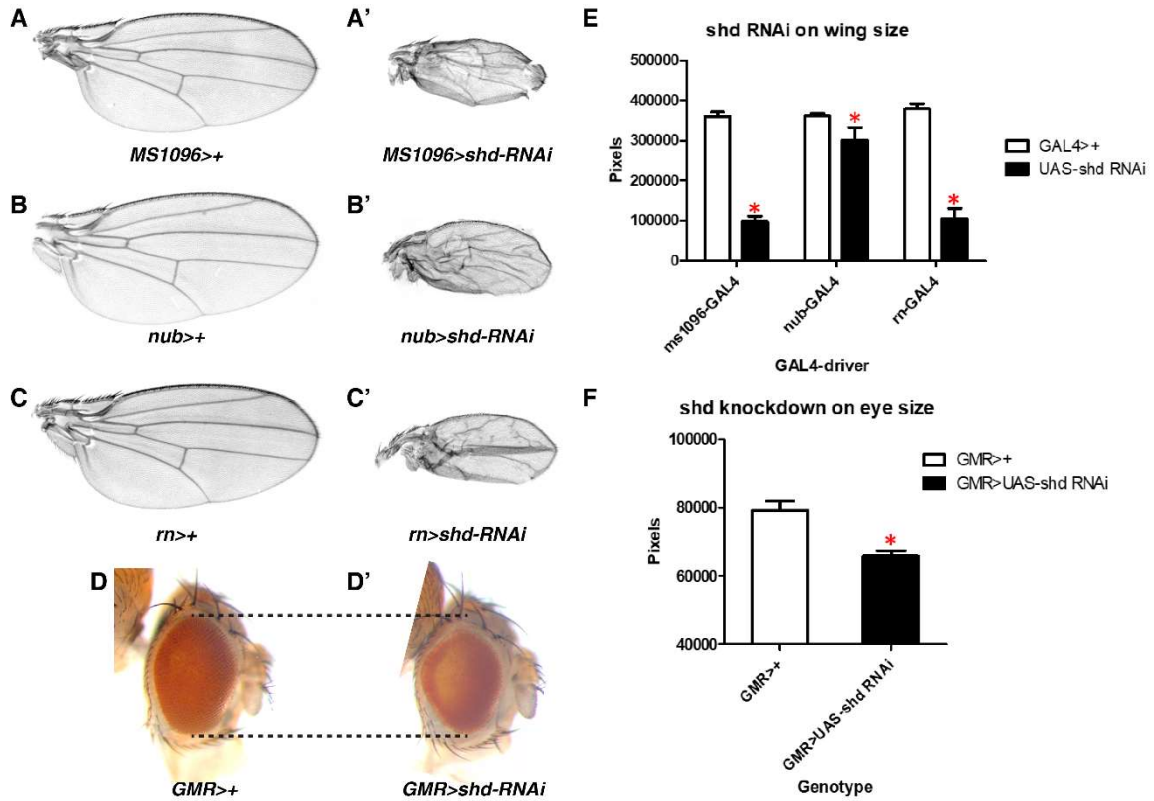 A
A'
MS1096>+
MS1096>shd-RNAi
B
B'
nub>+
nub>shd-RNAi
C
C'
rn>+
rn>shd-RNAi
D
D'
GMR>+
GMR>shd-RNAi
E
shd RNAi on wing size
500000
400000
300000
200000
100000
0
Pixels
*
*
*
GAL4>+
UAS-shd RNAi
ms1096-GAL4
nub-GAL4
rn-GAL4
GAL4-driver
F
shd knockdown on eye size
100000
80000
60000
40000
Pixels
*
GMR>+
GMR>UAS-shd RNAi
GMR>+
GMR>UAS-shd RNAi
Genotype